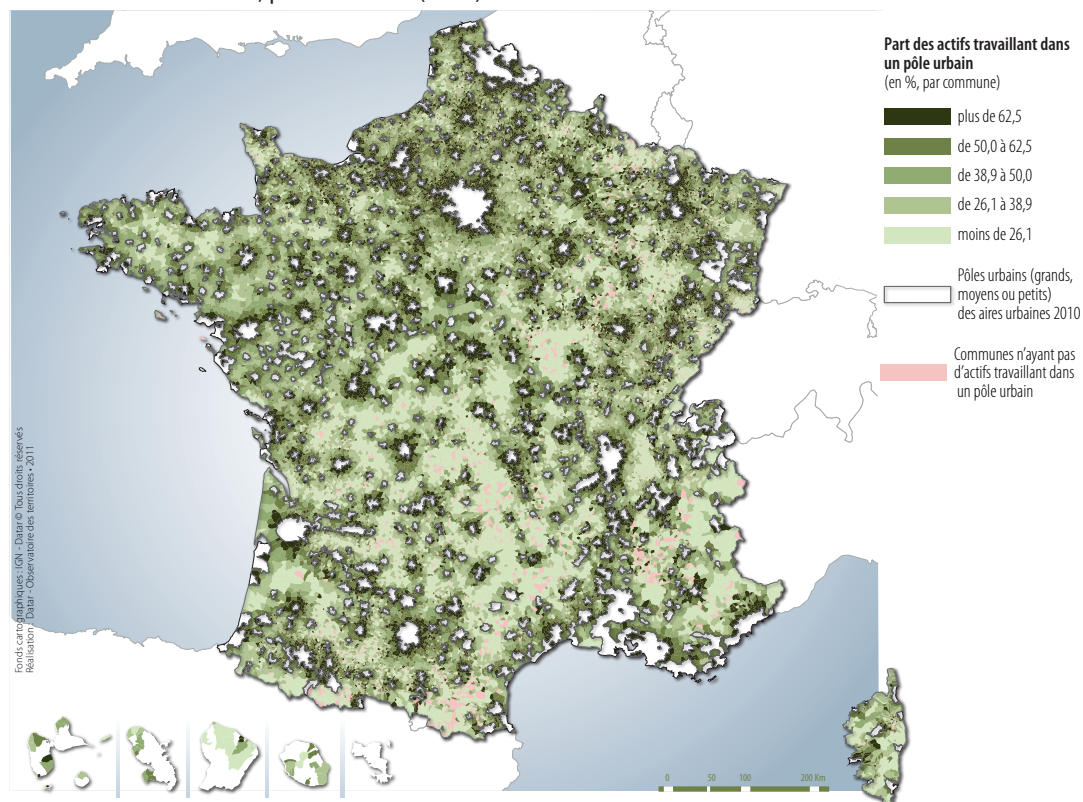 Part des actifs travaillant dans
un pôle urbain
(en %, par commune)
plus de 62,5
de 50,0 à 62,5
de 38,9 à 50,0
de 26,1 à 38,9
moins de 26,1
Pôles urbains (grands,
moyens ou petits)
des aires urbaines 2010
Communes n'ayant pas
d'actifs travaillant dans
un pôle urbain
Fonds cartographiques : IGN - Datar © Tous droits réservés
Réalisation : Datar - Observatoire des territoires • 2011
0 50 100 200 Km